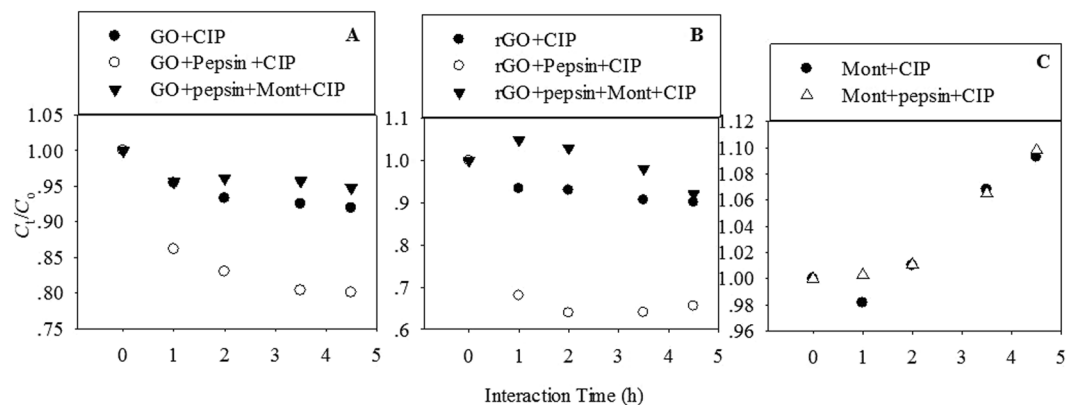 A
GO+CIP
GO+Pepsin +CIP
GO+pepsin+Mont+CIP
B
rGO+CIP
rGO+Pepsin+CIP
rGO+pepsin+Mont+CIP
C
Mont+CIP
Mont+pepsin+CIP
Ct/Co
1.05
1.00
.95
.90
.85
.80
.75
0 1 2 3 4 5
1.1
1.0
.9
.8
.7
.6
0 1 2 3 4 5
1.12
1.10
1.08
1.06
1.04
1.02
1.00
.98
.96
0 1 2 3 4 5
Interaction Time (h)